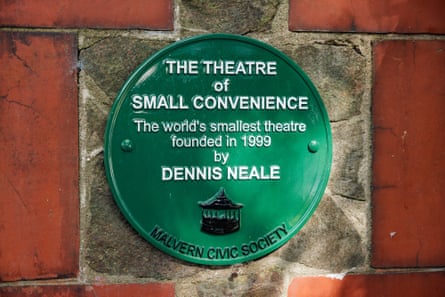 THE THEATRE
of
SMALL CONVENIENCE
The world's smallest theatre
founded in 1999
by
DENNIS NEALE
MALVERN CIVIC SOCIETY